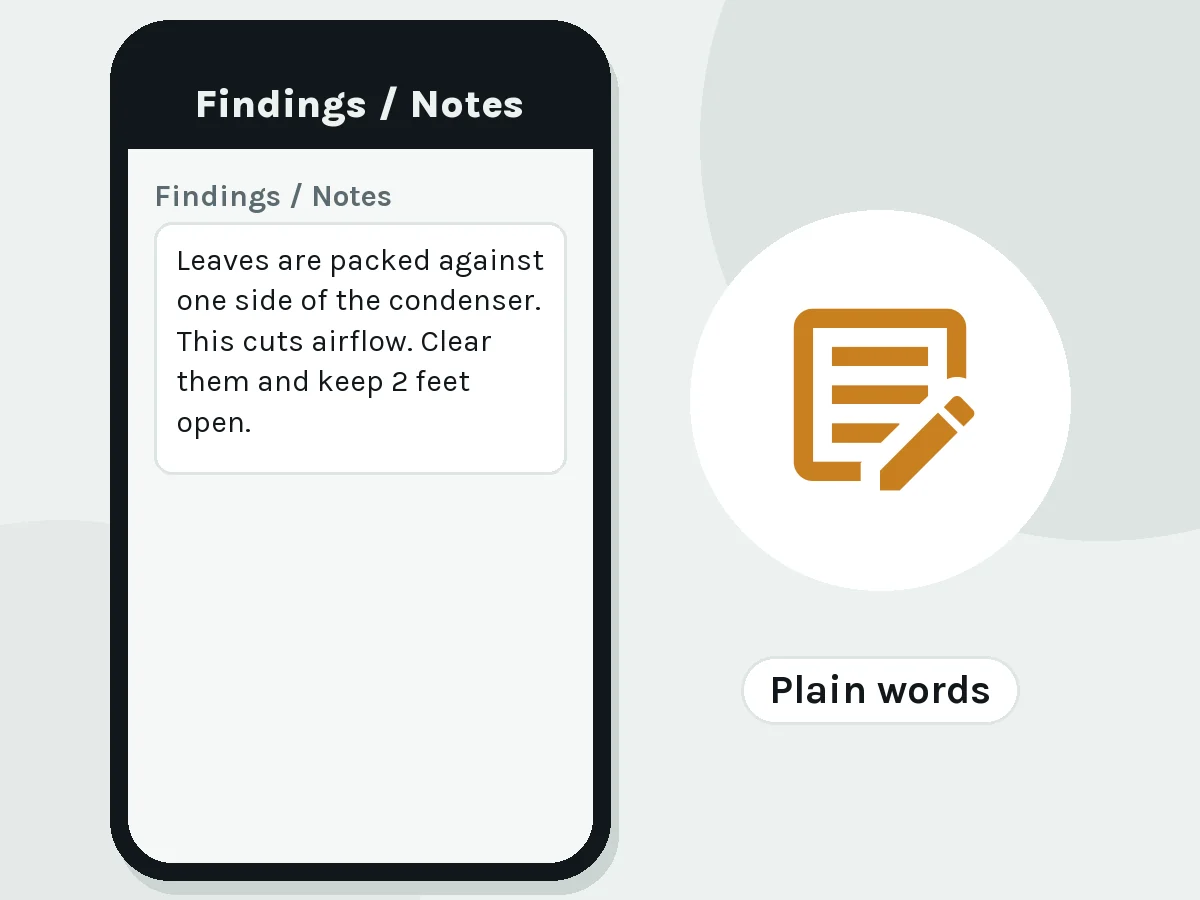 Findings / Notes
Findings / Notes
Leaves are packed against
one side of the condenser.
This cuts airflow. Clear
them and keep 2 feet
open.
Plain words